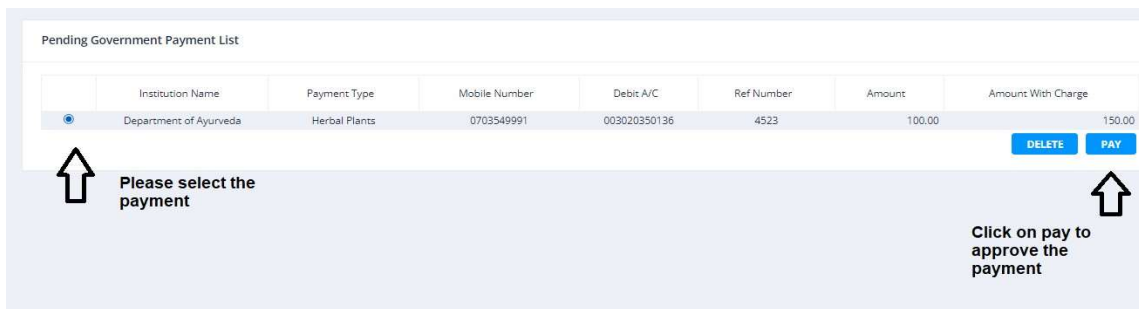 Pending Government Payment List
Institution Name Payment Type Mobile Number Debit A/C Ref Number Amount Amount With Charge
Department of Ayurveda Herbal Plants 0703549991 003020350136 4523 100.00 150.00
DELETE PAY
Please select the
payment
Click on pay to
approve the
payment